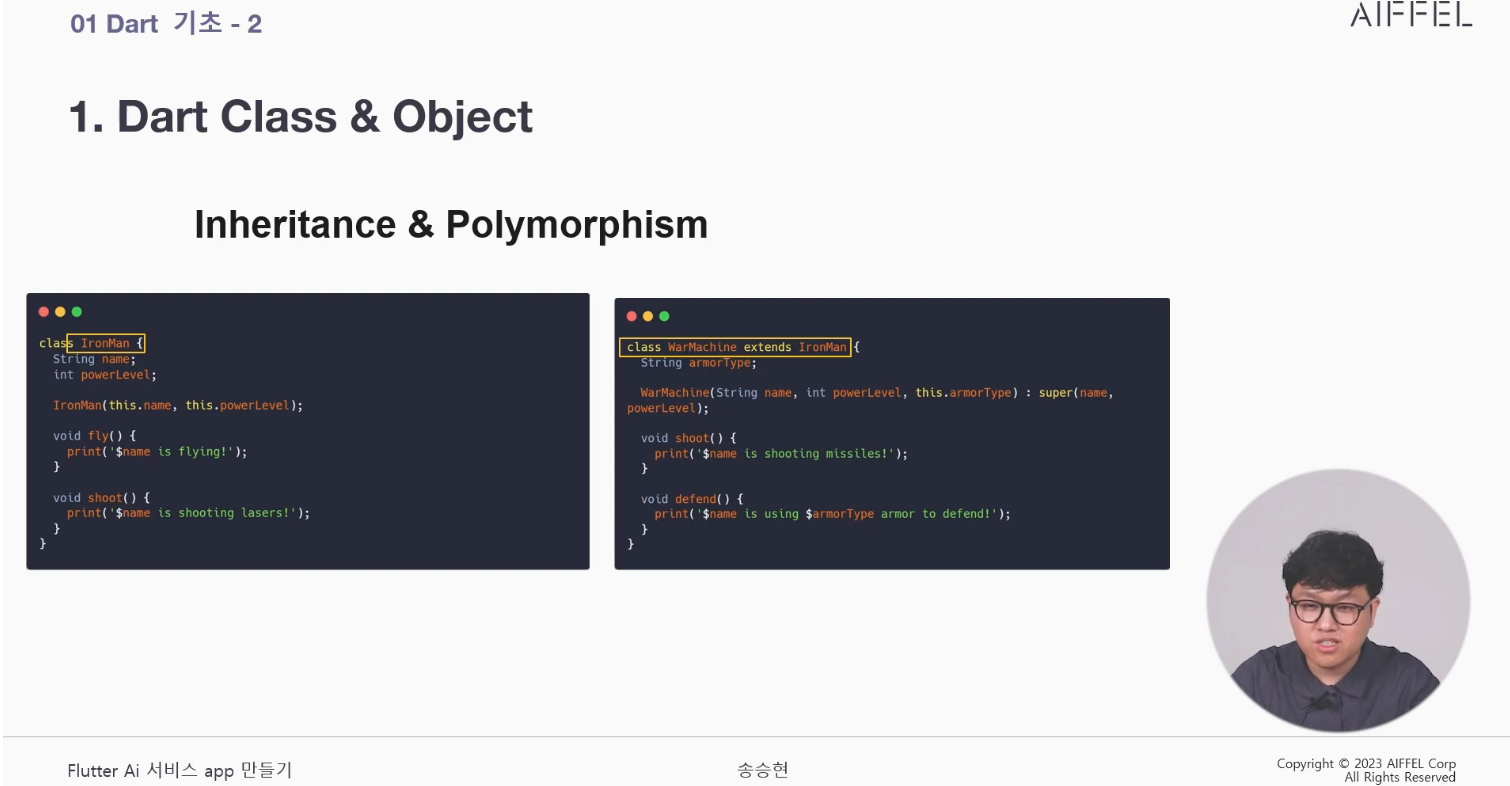 01 Dart 기초 - 2
AIFFEL
1. Dart Class & Object
Inheritance & Polymorphism
class IronMan {
String name;
int powerLevel;
IronMan(this.name, this.powerLevel);
void fly() {
print('$name is flying!');
}
void shoot() {
print('$name is shooting lasers!');
}
}
class WarMachine extends IronMan {
String armorType;
WarMachine(String name, int powerLevel, this.armorType) : super(name,
powerLevel);
void shoot() {
print('$name is shooting missiles!');
}
void defend() {
print('$name is using $armorType armor to defend!');
}
}
Flutter Ai 서비스 app 만들기
송승현
Copyright © 2023 AIFFEL Corp
All Rights Reserved